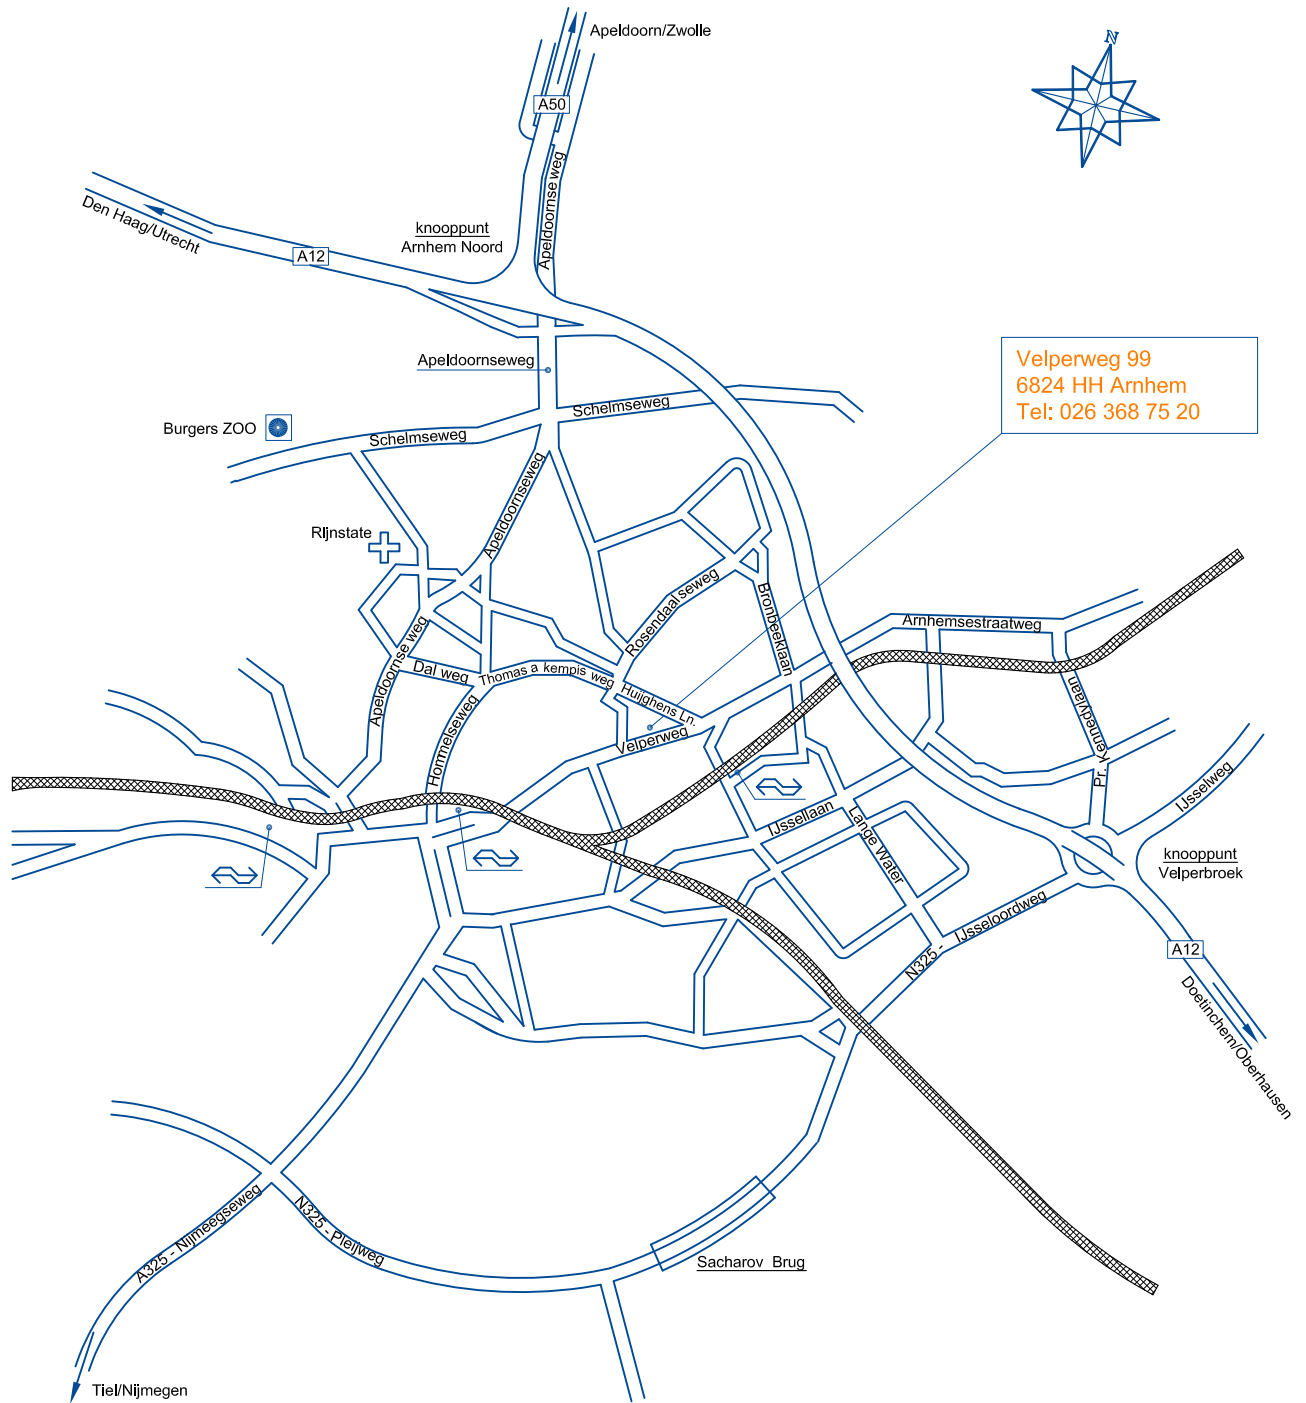 Apeldoorn/Zwolle
N
A50
Apeldoornse weg
Den Haag/Utrecht
knooppunt
Arnhem Noord
A12
Apeldoornseweg
Velperweg 99
6824 HH Arnhem
Tel: 026 368 75 20
Schelmseweg
Burgers ZOO
Schelmseweg
Apeldoornseweg
RIjnstate
Rosendaalseweg
Bronbeeklaan
Arnhemsestraatweg
Apeldoornse weg
Dal weg
Thomas a kempis weg
Huijghens Ln.
Velperweg
Hommelseweg
Pr. Kennedylaan
IJsselweg
IJssellaan
Lange Water
knooppunt
Velperbroek
N325 - IJsseloordweg
A12
Doetinchem/Oberhausen
A325 - Nijmeegseweg
N325 - Pleijweg
Sacharov Brug
Tiel/Nijmegen